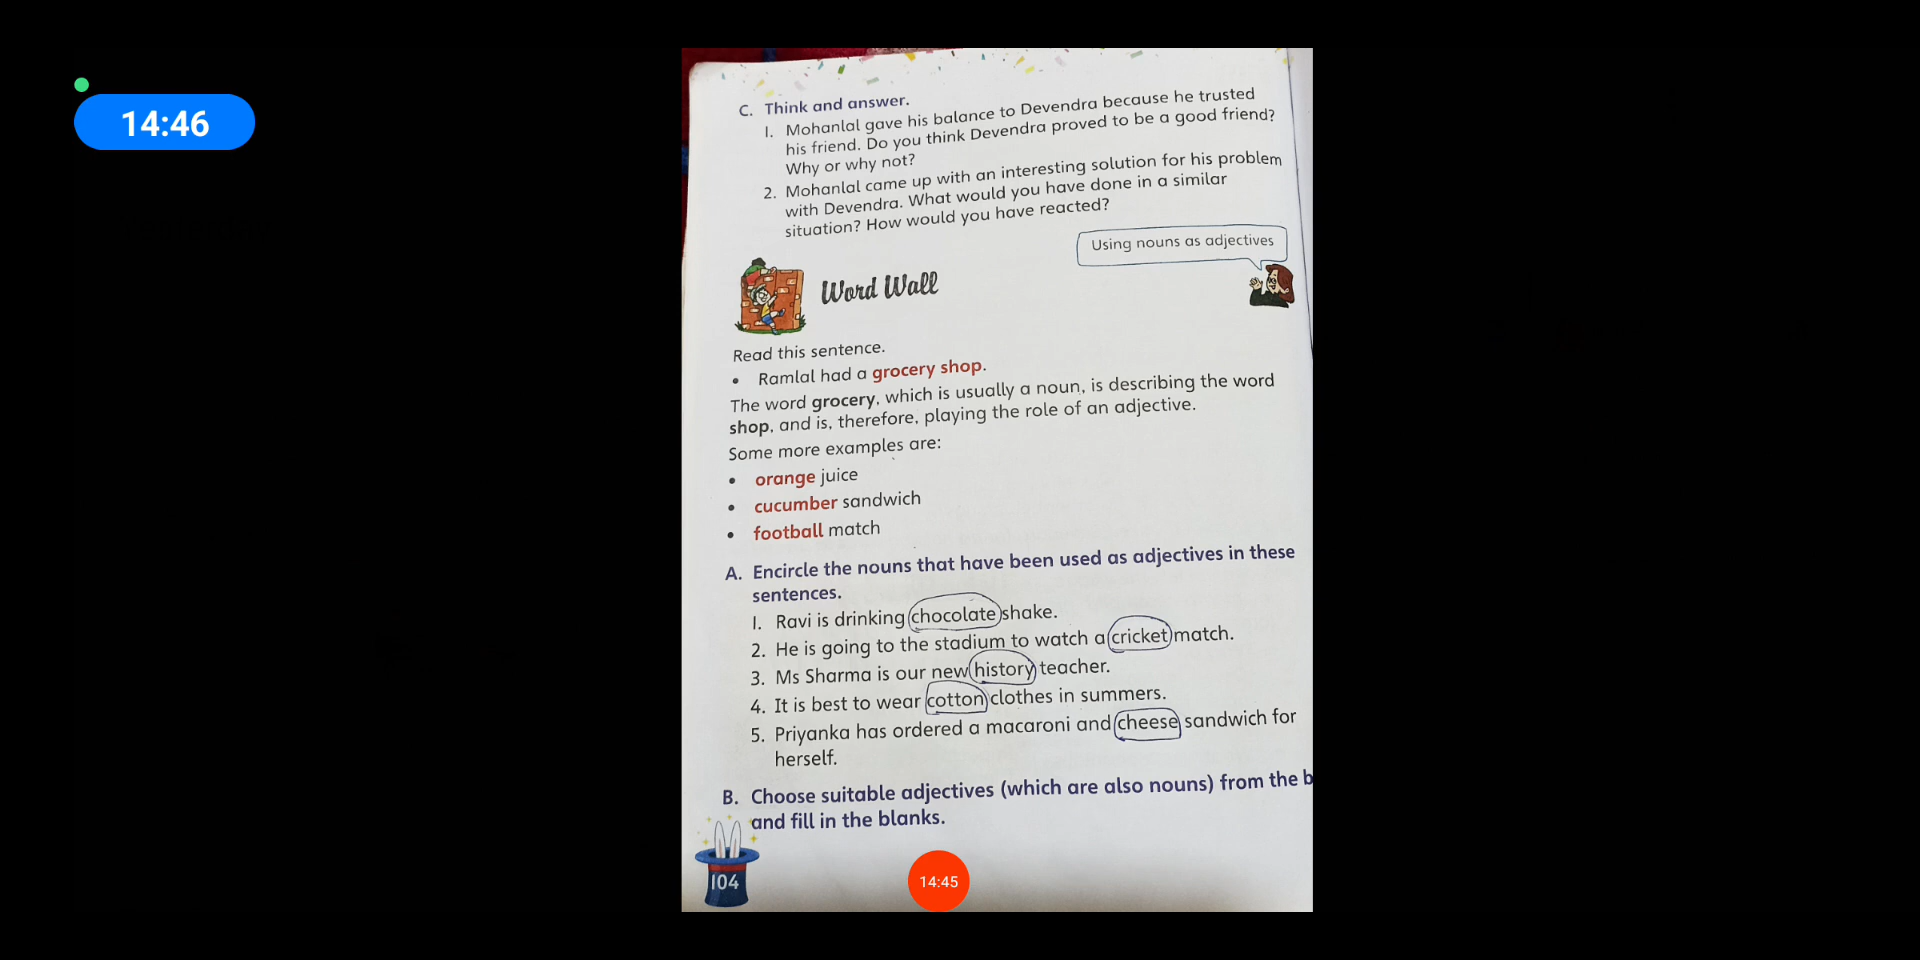 14:46
C. Think and answer.
1. Mohanlal gave his balance to Devendra because he trusted
his friend. Do you think Devendra proved to be a good friend?
Why or why not?
2. Mohanlal came up with an interesting solution for his problem
with Devendra. What would you have done in a similar
situation? How would you have reacted?
Using nouns as adjectives
Word Wall
Read this sentence.
• Ramlal had a grocery shop.
The word grocery, which is usually a noun, is describing the word
shop, and is, therefore, playing the role of an adjective.
Some more examples are:
• orange juice
• cucumber sandwich
• football match
A. Encircle the nouns that have been used as adjectives in these
sentences.
1. Ravi is drinking chocolate shake.
2. He is going to the stadium to watch a cricket match.
3. Ms Sharma is our new history teacher.
4. It is best to wear cotton clothes in summers.
5. Priyanka has ordered a macaroni and cheese sandwich for
herself.
B. Choose suitable adjectives (which are also nouns) from the b
and fill in the blanks.
104
14:45